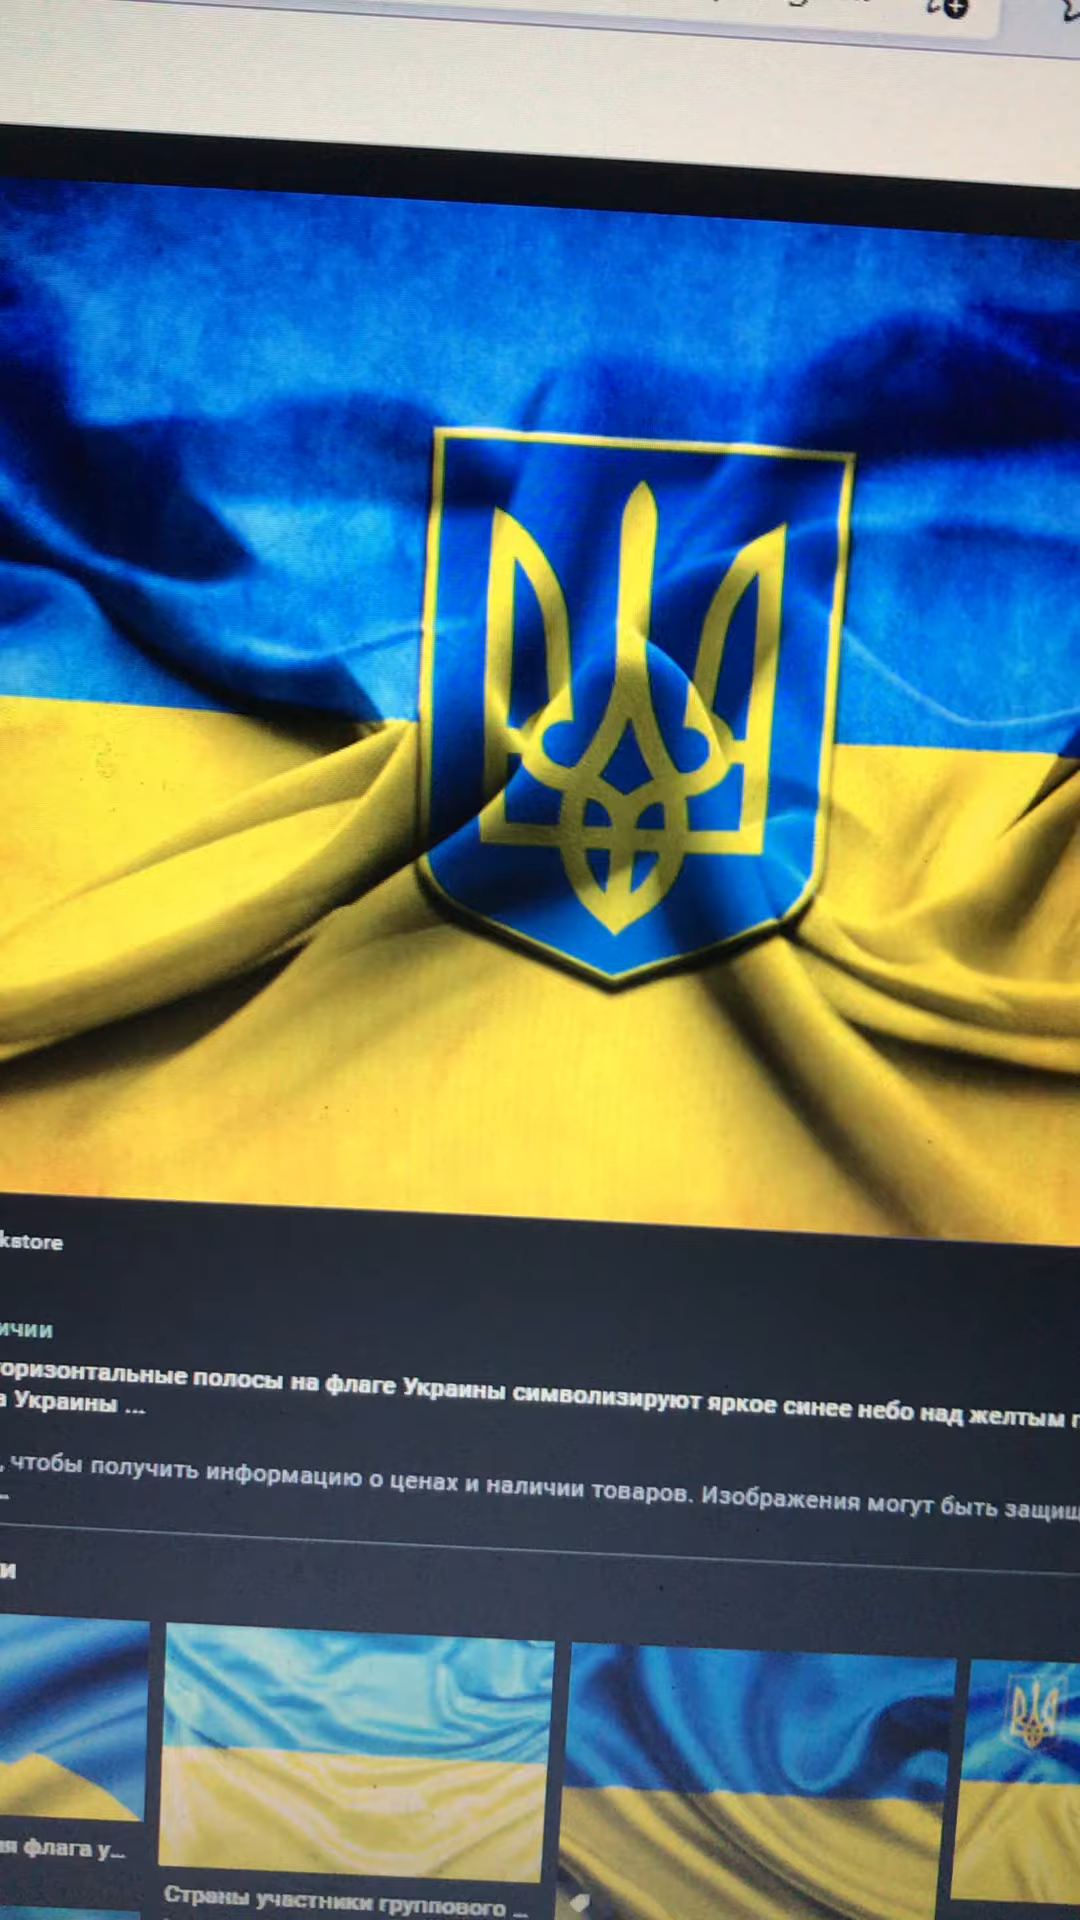 kstore
ичии
оризонтальные полосы на флаге Украины символизируют яркое синее небо над желтым п
а Украины ...
, чтобы получить информацию о ценах и наличии товаров. Изображения могут быть защищ
...
и
ия флага у...
Страны участники группового ...